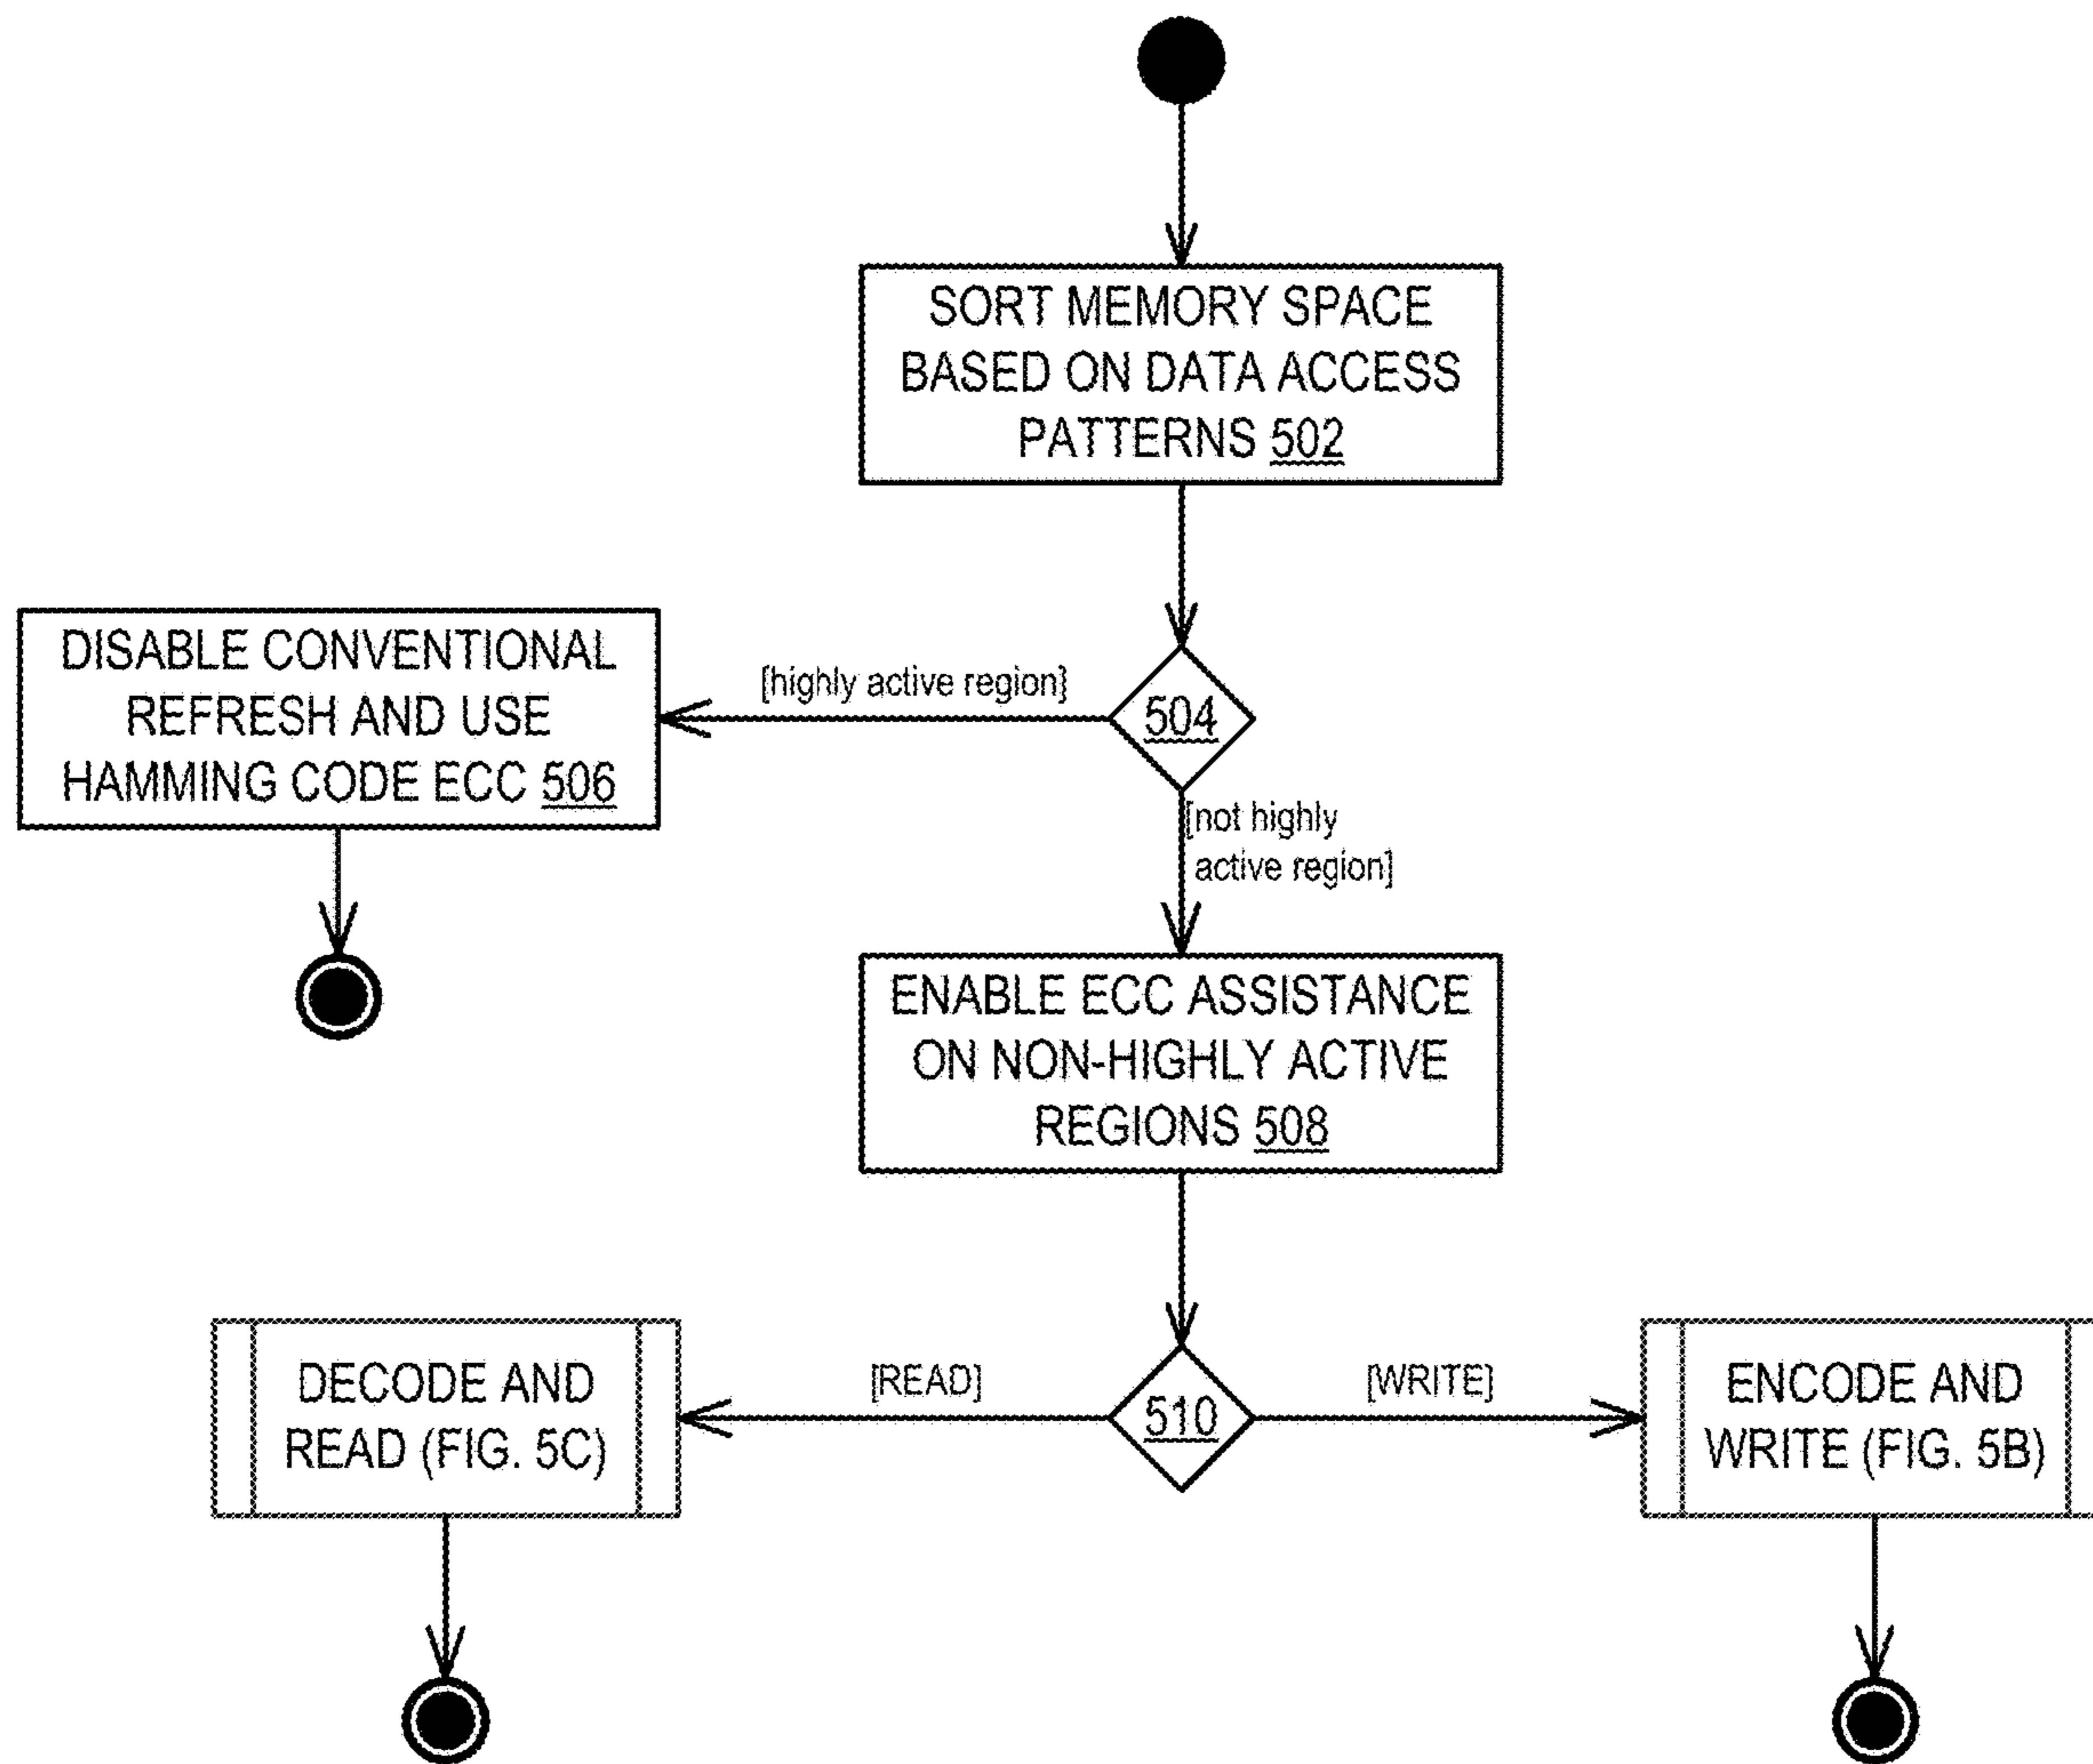 SORT MEMORY SPACE
BASED ON DATA ACCESS
PATTERNS 502
DISABLE CONVENTIONAL
REFRESH AND USE
HAMMING CODE ECC 506
[highly active region]
504
[not highly
active region]
ENABLE ECC ASSISTANCE
ON NON-HIGHLY ACTIVE
REGIONS 508
DECODE AND
READ (FIG. 5C)
[READ]
510
[WRITE]
ENCODE AND
WRITE (FIG. 5B)